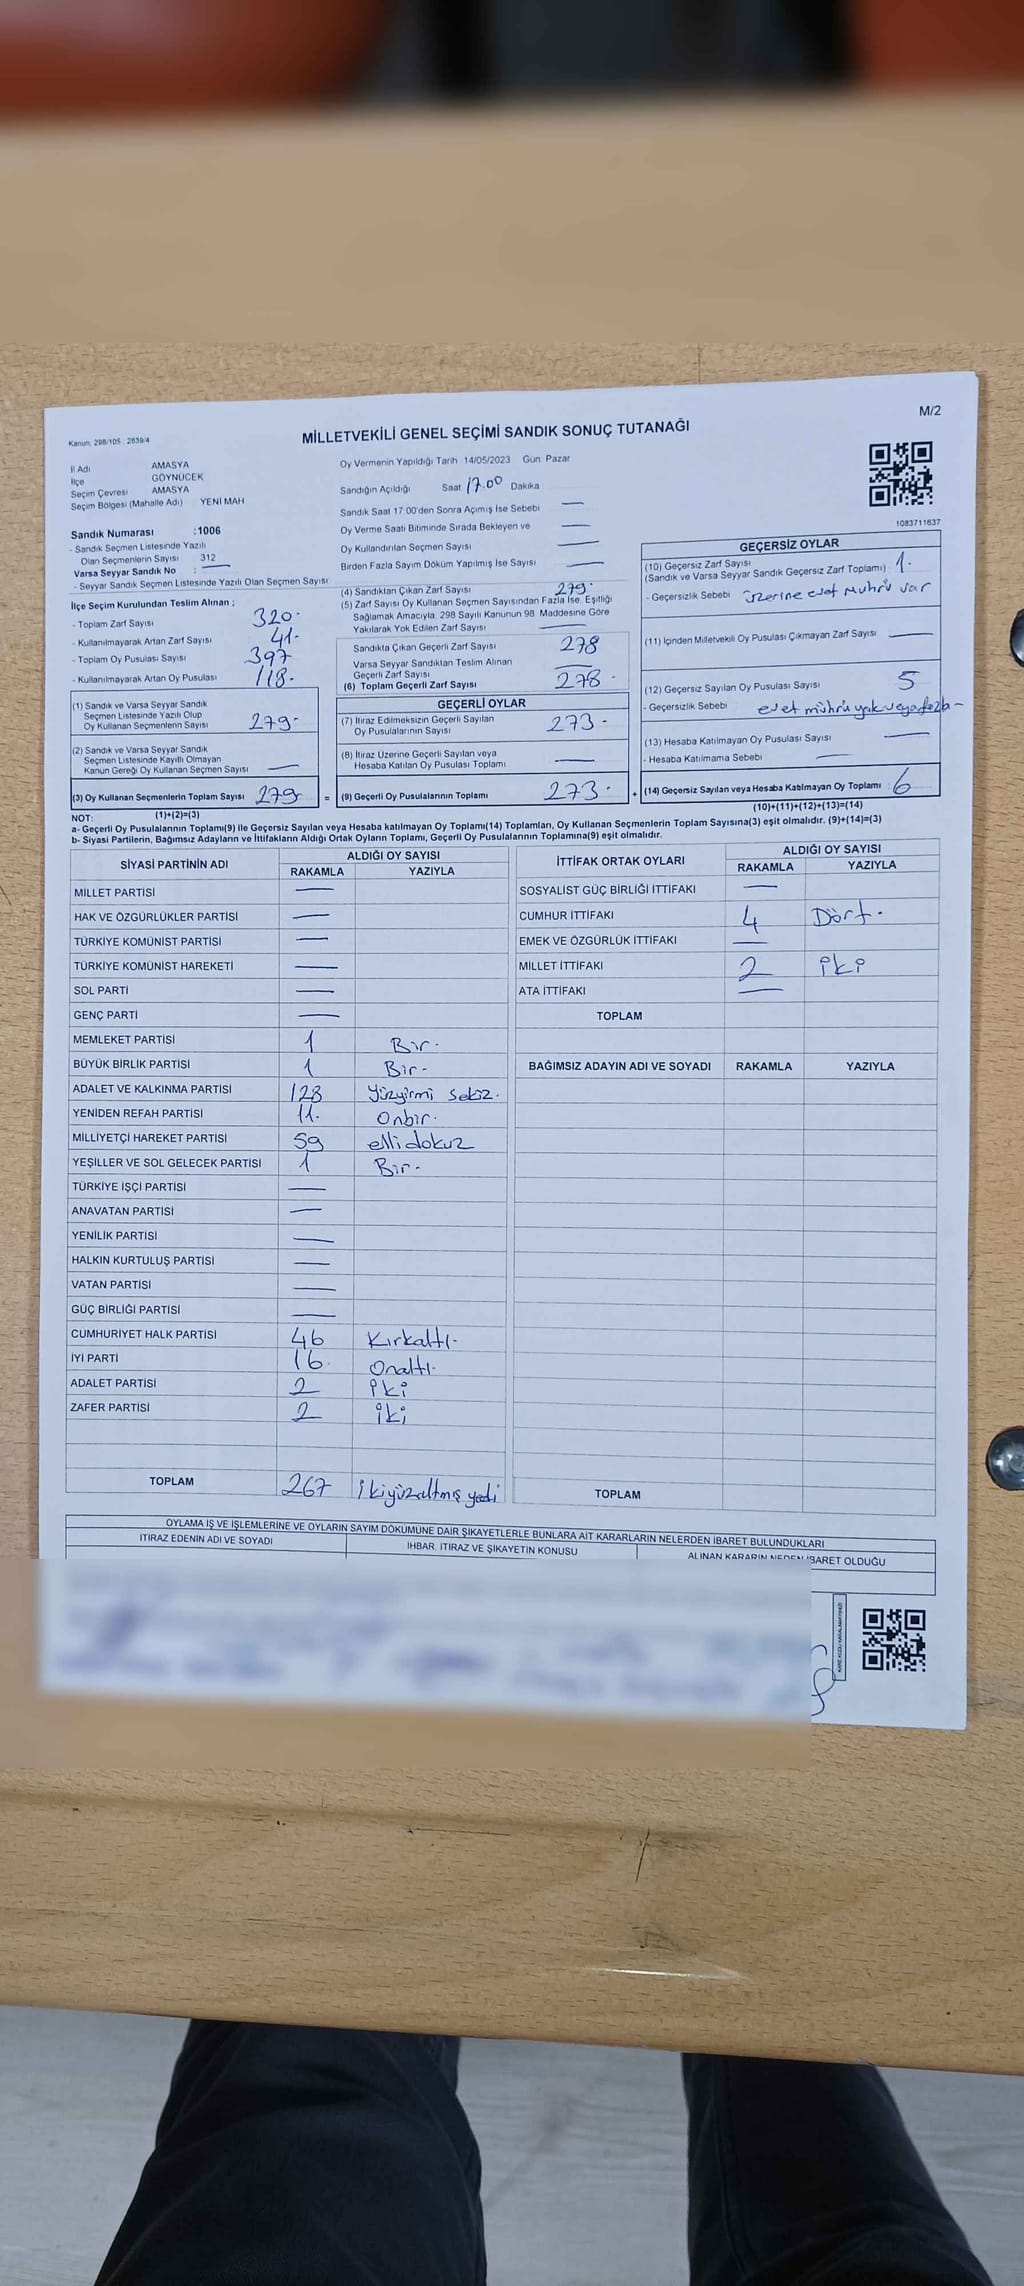 M/2
Kanun, 298/105 , 2839/4
MİLLETVEKİLİ GENEL SEÇİMİ SANDIK SONUÇ TUTANAĞI
İl Adı AMASYA
İlçe GÖYNÜCEK
Seçim Çevresi AMASYA
Seçim Bölgesi (Mahalle Adı) YENİ MAH
Sandık Numarası :1006
- Sandık Seçmen Listesinde Yazılı
Olan Seçmenlerin Sayısı 312
Varsa Seyyar Sandık No : —
- Seyyar Sandık Seçmen Listesinde Yazılı Olan Seçmen Sayısı
İlçe Seçim Kurulundan Teslim Alınan ;
- Toplam Zarf Sayısı 320.
- Kullanılmayarak Artan Zarf Sayısı 41.
- Toplam Oy Pusulası Sayısı 397
- Kullanılmayarak Artan Oy Pusulası 118.
(1) Sandık ve Varsa Seyyar Sandık
Seçmen Listesinde Yazılı Olup
Oy Kullanan Seçmenlerin Sayısı 279.
(2) Sandık ve Varsa Seyyar Sandık
Seçmen Listesinde Kayıtlı Olmayan
Kanun Gereği Oy Kullanan Seçmen Sayısı —
(3) Oy Kullanan Seçmenlerin Toplam Sayısı 279. =
(1)+(2)=(3)
Oy Vermenin Yapıldığı Tarih 14/05/2023 Gün: Pazar
Sandığın Açıldığı Saat 17.00 Dakika
Sandık Saat 17:00'den Sonra Açımış İse Sebebi —
Oy Verme Saati Bitiminde Sırada Bekleyen ve —
Oy Kullandırılan Seçmen Sayısı —
Birden Fazla Sayım Döküm Yapılmış İse Sayısı —
(4) Sandıktan Çıkan Zarf Sayısı 279.
(5) Zarf Sayısı Oy Kullanan Seçmen Sayısından Fazla İse, Eşitliği
Sağlamak Amacıyla, 298 Sayılı Kanunun 98. Maddesine Göre
Yakılarak Yok Edilen Zarf Sayısı —
Sandıkta Çıkan Geçerli Zarf Sayısı 278
Varsa Seyyar Sandıktan Teslim Alınan
Geçerli Zarf Sayısı —
(6) Toplam Geçerli Zarf Sayısı 278.
GEÇERLİ OYLAR
(7) İtiraz Edilmeksizin Geçerli Sayılan
Oy Pusulalarının Sayısı 273.
(8) İtiraz Üzerine Geçerli Sayılan veya
Hesaba Katılan Oy Pusulası Toplamı —
(9) Geçerli Oy Pusulalarının Toplamı 273. +
1083711637
GEÇERSİZ OYLAR
(10) Geçersiz Zarf Sayısı
(Sandık ve Varsa Seyyar Sandık Geçersiz Zarf Toplamı) 1.
- Geçersizlik Sebebi üzerine evet mührü var
(11) İçinden Milletvekili Oy Pusulası Çıkmayan Zarf Sayısı —
(12) Geçersiz Sayılan Oy Pusulası Sayısı 5
- Geçersizlik Sebebi evet mührü yok veya fazla -
(13) Hesaba Katılmayan Oy Pusulası Sayısı —
- Hesaba Katılmama Sebebi —
(14) Geçersiz Sayılan veya Hesaba Katılmayan Oy Toplamı : 6
(10)+(11)+(12)+(13)=(14)
NOT:
a- Geçerli Oy Pusulalarının Toplamı(9) ile Geçersiz Sayılan veya Hesaba katılmayan Oy Toplamı(14) Toplamları, Oy Kullanan Seçmenlerin Toplam Sayısına(3) eşit olmalıdır. (9)+(14)=(3)
b- Siyasi Partilerin, Bağımsız Adayların ve İttifakların Aldığı Ortak Oyların Toplamı, Geçerli Oy Pusulalarının Toplamına(9) eşit olmalıdır.
SİYASİ PARTİNİN ADI ALDIĞI OY SAYISI
RAKAMLA YAZIYLA
MİLLET PARTİSİ —
HAK VE ÖZGÜRLÜKLER PARTİSİ —
TÜRKİYE KOMÜNİST PARTİSİ —
TÜRKİYE KOMÜNİST HAREKETİ —
SOL PARTİ —
GENÇ PARTİ —
MEMLEKET PARTİSİ 1 Bir.
BÜYÜK BİRLİK PARTİSİ 1 Bir-
ADALET VE KALKINMA PARTİSİ 128 yüzyirmi sekiz.
YENİDEN REFAH PARTİSİ 11. Onbir.
MİLLİYETÇİ HAREKET PARTİSİ 59 elli dokuz
YEŞİLLER VE SOL GELECEK PARTİSİ 1 Bir-
TÜRKİYE İŞÇİ PARTİSİ —
ANAVATAN PARTİSİ —
YENİLİK PARTİSİ —
HALKIN KURTULUŞ PARTİSİ —
VATAN PARTİSİ —
GÜÇ BİRLİĞİ PARTİSİ —
CUMHURİYET HALK PARTİSİ 46 Kırkaltı-
İYİ PARTİ 16. Onaltı.
ADALET PARTİSİ 2 iki
ZAFER PARTİSİ 2 iki
TOPLAM 267 ikiyüzaltmış yedi
İTTİFAK ORTAK OYLARI ALDIĞI OY SAYISI
RAKAMLA YAZIYLA
SOSYALİST GÜÇ BİRLİĞİ İTTİFAKI —
CUMHUR İTTİFAKI 4 Dört.
EMEK VE ÖZGÜRLÜK İTTİFAKI —
MİLLET İTTİFAKI 2 iki
ATA İTTİFAKI —
TOPLAM
BAĞIMSIZ ADAYIN ADI VE SOYADI RAKAMLA YAZIYLA
TOPLAM
OYLAMA İŞ VE İŞLEMLERİNE VE OYLARIN SAYIM DÖKÜMÜNE DAİR ŞİKAYETLERLE BUNLARA AİT KARARLARIN NELERDEN İBARET BULUNDUKLARI
İTİRAZ EDENİN ADI VE SOYADI İHBAR, İTİRAZ VE ŞİKAYETİN KONUSU ALINAN KARARIN NEDEN İBARET OLDUĞU